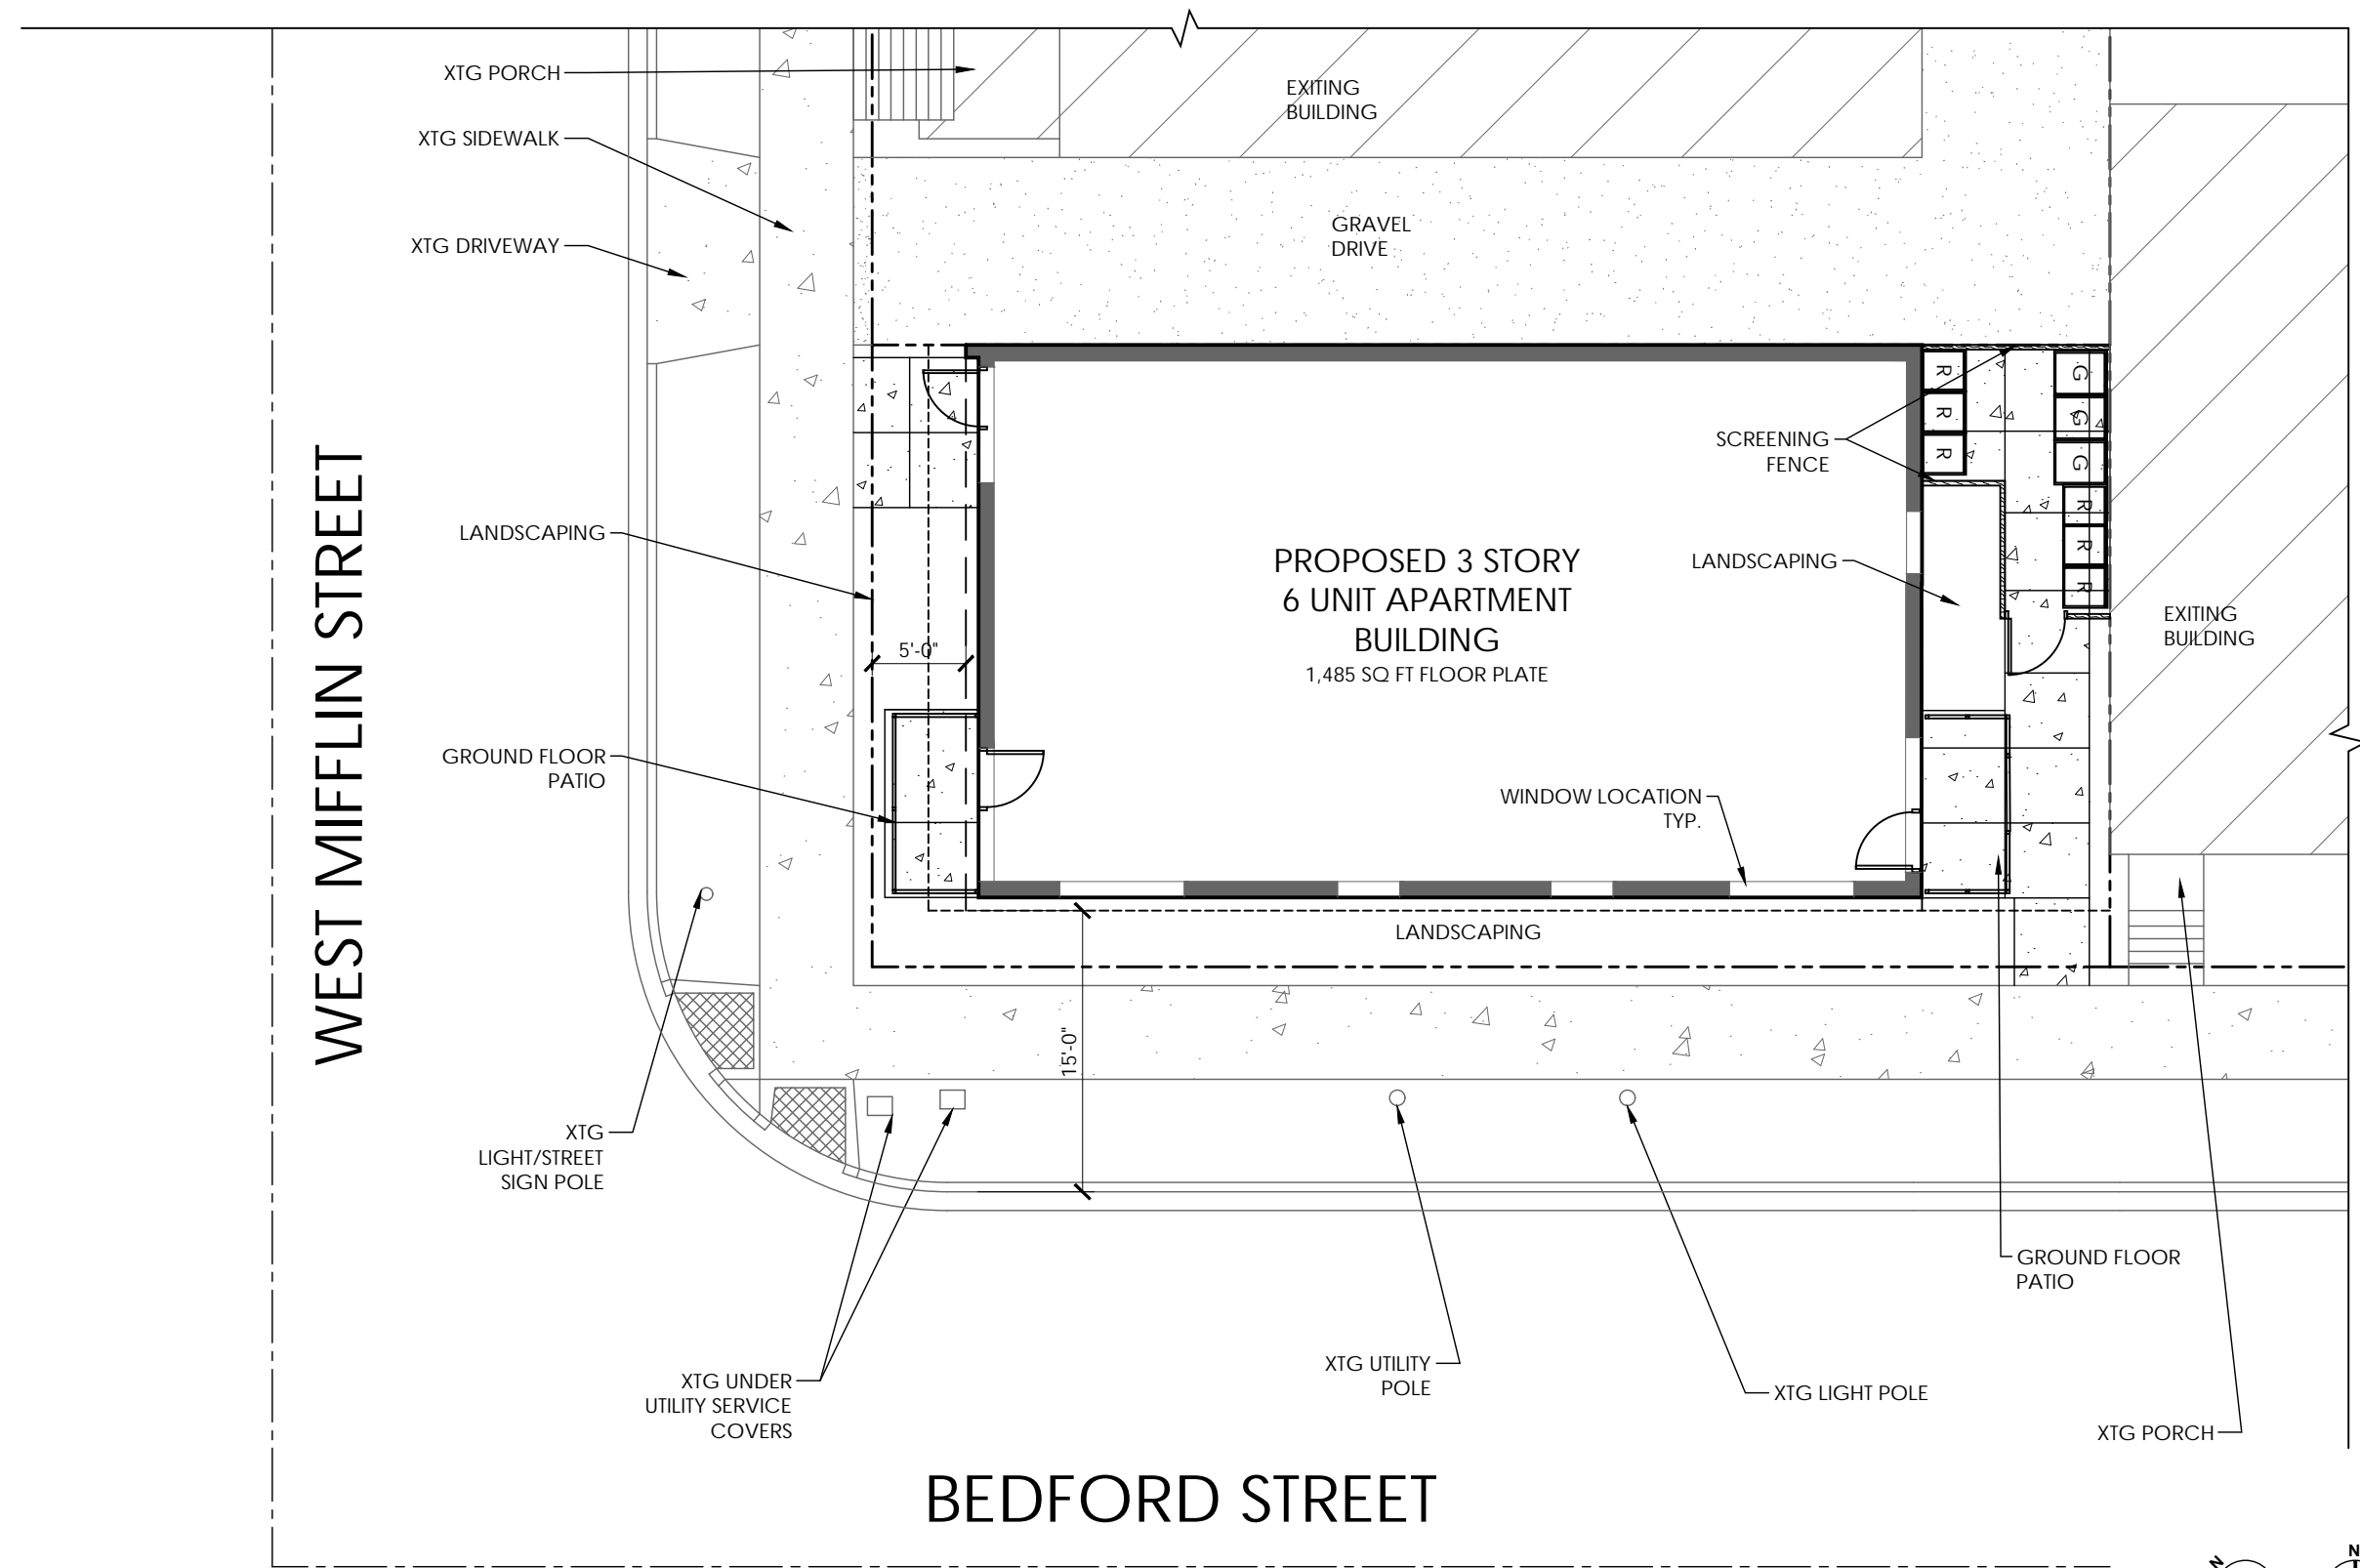 XTG PORCH
EXITING
BUILDING
XTG SIDEWALK
XTG DRIVEWAY
GRAVEL
DRIVE
R
R
R
G
G
G
R
R
R
SCREENING
FENCE
WEST MIFFLIN STREET
LANDSCAPING
PROPOSED 3 STORY
6 UNIT APARTMENT
BUILDING
1,485 SQ FT FLOOR PLATE
LANDSCAPING
EXITING
BUILDING
5'-0"
GROUND FLOOR
PATIO
WINDOW LOCATION
TYP.
LANDSCAPING
15'-0"
XTG
LIGHT/STREET
SIGN POLE
GROUND FLOOR
PATIO
XTG UNDER
UTILITY SERVICE
COVERS
XTG UTILITY
POLE
XTG LIGHT POLE
XTG PORCH
BEDFORD STREET
N
N